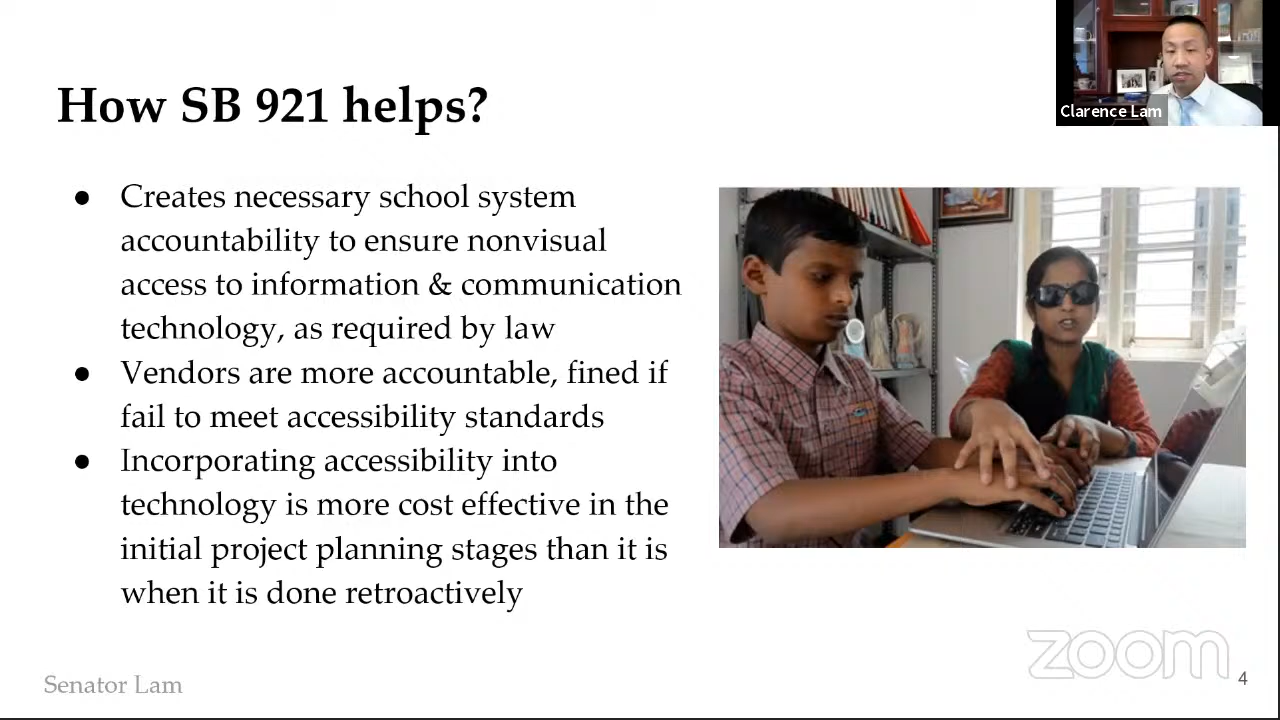 How SB 921 helps?
Clarence Lam
● Creates necessary school system
accountability to ensure nonvisual
access to information & communication
technology, as required by law
● Vendors are more accountable, fined if
fail to meet accessibility standards
● Incorporating accessibility into
technology is more cost effective in the
initial project planning stages than it is
when it is done retroactively
zoom
Senator Lam
4